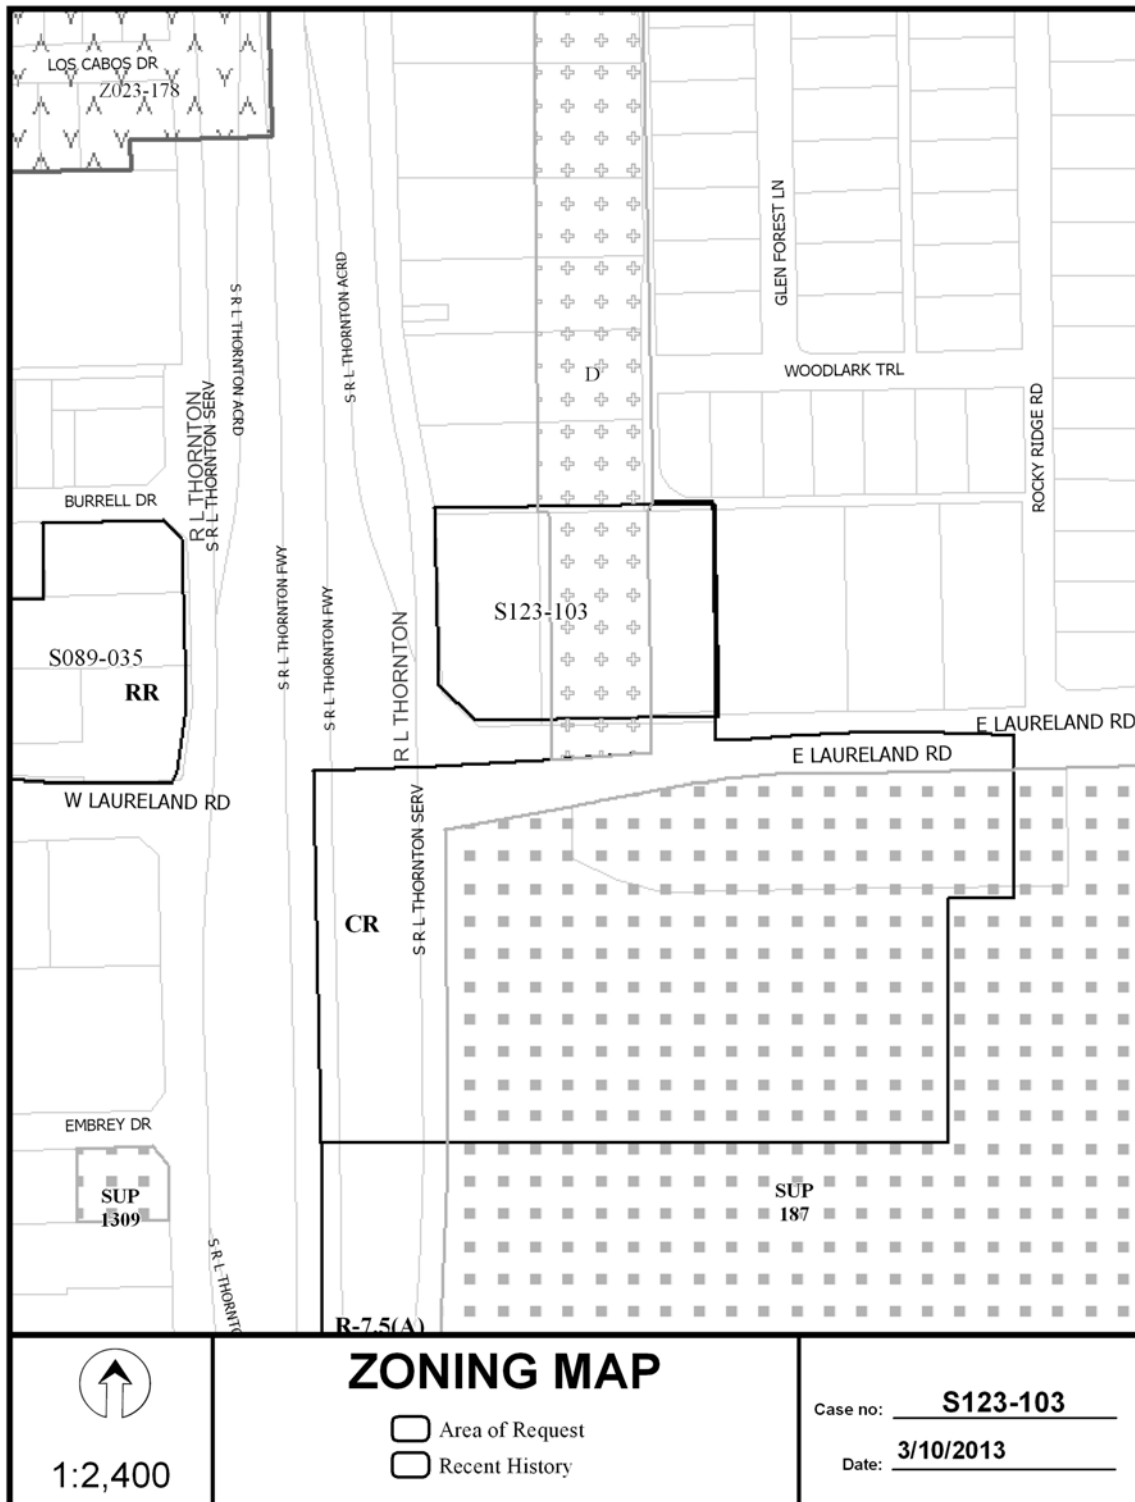 LOS CABOS DR
Z023-178
GLEN FOREST LN
S R L THORNTON ACRD
S R L THORNTON ACRD
D
WOODLARK TRL
ROCKY RIDGE RD
R L THORNTON
S R L THORNTON SERV
BURRELL DR
S R L THORNTON FWY
S R L THORNTON FWY
R L THORNTON
S123-103
S089-035
RR
E LAURELAND RD
E LAURELAND RD
W LAURELAND RD
S R L THORNTON SERV
CR
EMBREY DR
SUP
1309
SUP
187
S R L THORNTO
R-7.5(A)
1:2,400
ZONING MAP
Area of Request
Recent History
Case no: S123-103
Date: 3/10/2013